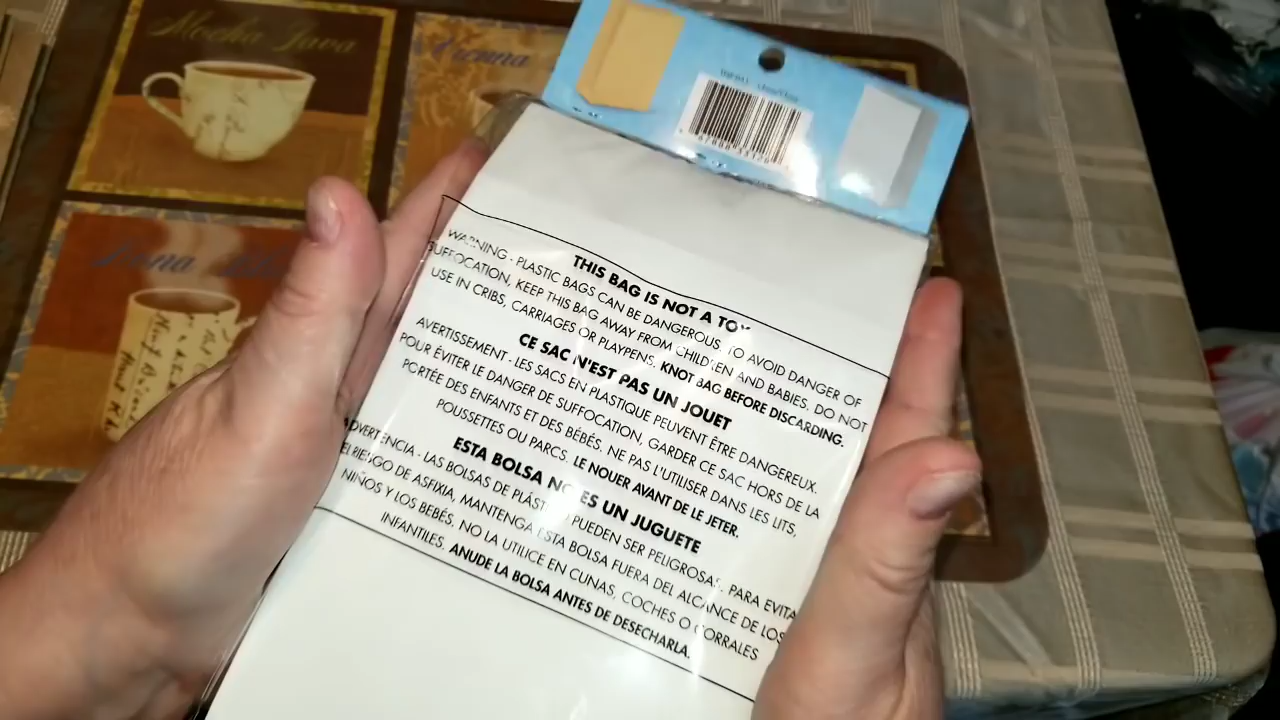 Mocha Java
Vienna
THIS BAG IS NOT A TOY
WARNING - PLASTIC BAGS CAN BE DANGEROUS. TO AVOID DANGER OF
SUFFOCATION, KEEP THIS BAG AWAY FROM CHILDREN AND BABIES. DO NOT
USE IN CRIBS, CARRIAGES OR PLAYPENS. KNOT BAG BEFORE DISCARDING.
CE SAC N'EST PAS UN JOUET
AVERTISSEMENT - LES SACS EN PLASTIQUE PEUVENT ÊTRE DANGEREUX.
POUR ÉVITER LE DANGER DE SUFFOCATION, GARDER CE SAC HORS DE LA
PORTÉE DES ENFANTS ET DES BÉBÉS. NE PAS L'UTILISER DANS LES LITS,
POUSSETTES OU PARCS. LE NOUER AVANT DE LE JETER.
ESTA BOLSA NO ES UN JUGUETE
ADVERTENCIA - LAS BOLSAS DE PLÁSTICO PUEDEN SER PELIGROSAS. PARA EVITA
EL RIESGO DE ASFIXIA, MANTENGA ESTA BOLSA FUERA DEL ALCANCE DE LOS
NIÑOS Y LOS BEBÉS. NO LA UTILICE EN CUNAS, COCHES O CORRALES
INFANTILES. ANUDE LA BOLSA ANTES DE DESECHARLA.